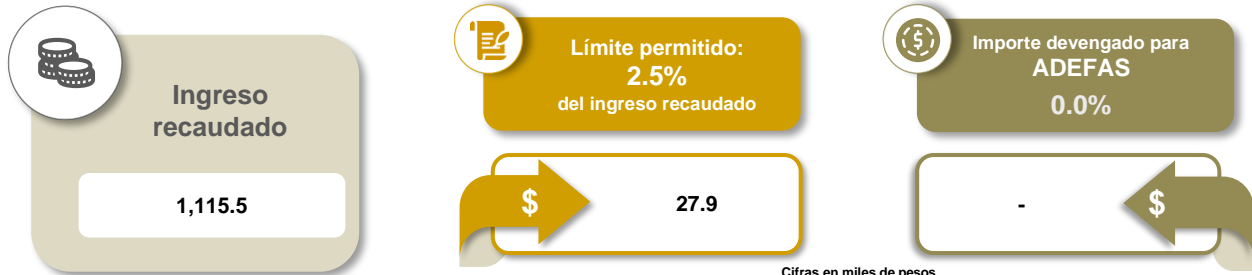 Ingreso
recaudado
1,115.5
Límite permitido:
2.5%
del ingreso recaudado
$
27.9
Importe devengado para
ADEFAS
0.0%
-
$
Cifras en miles de pesos